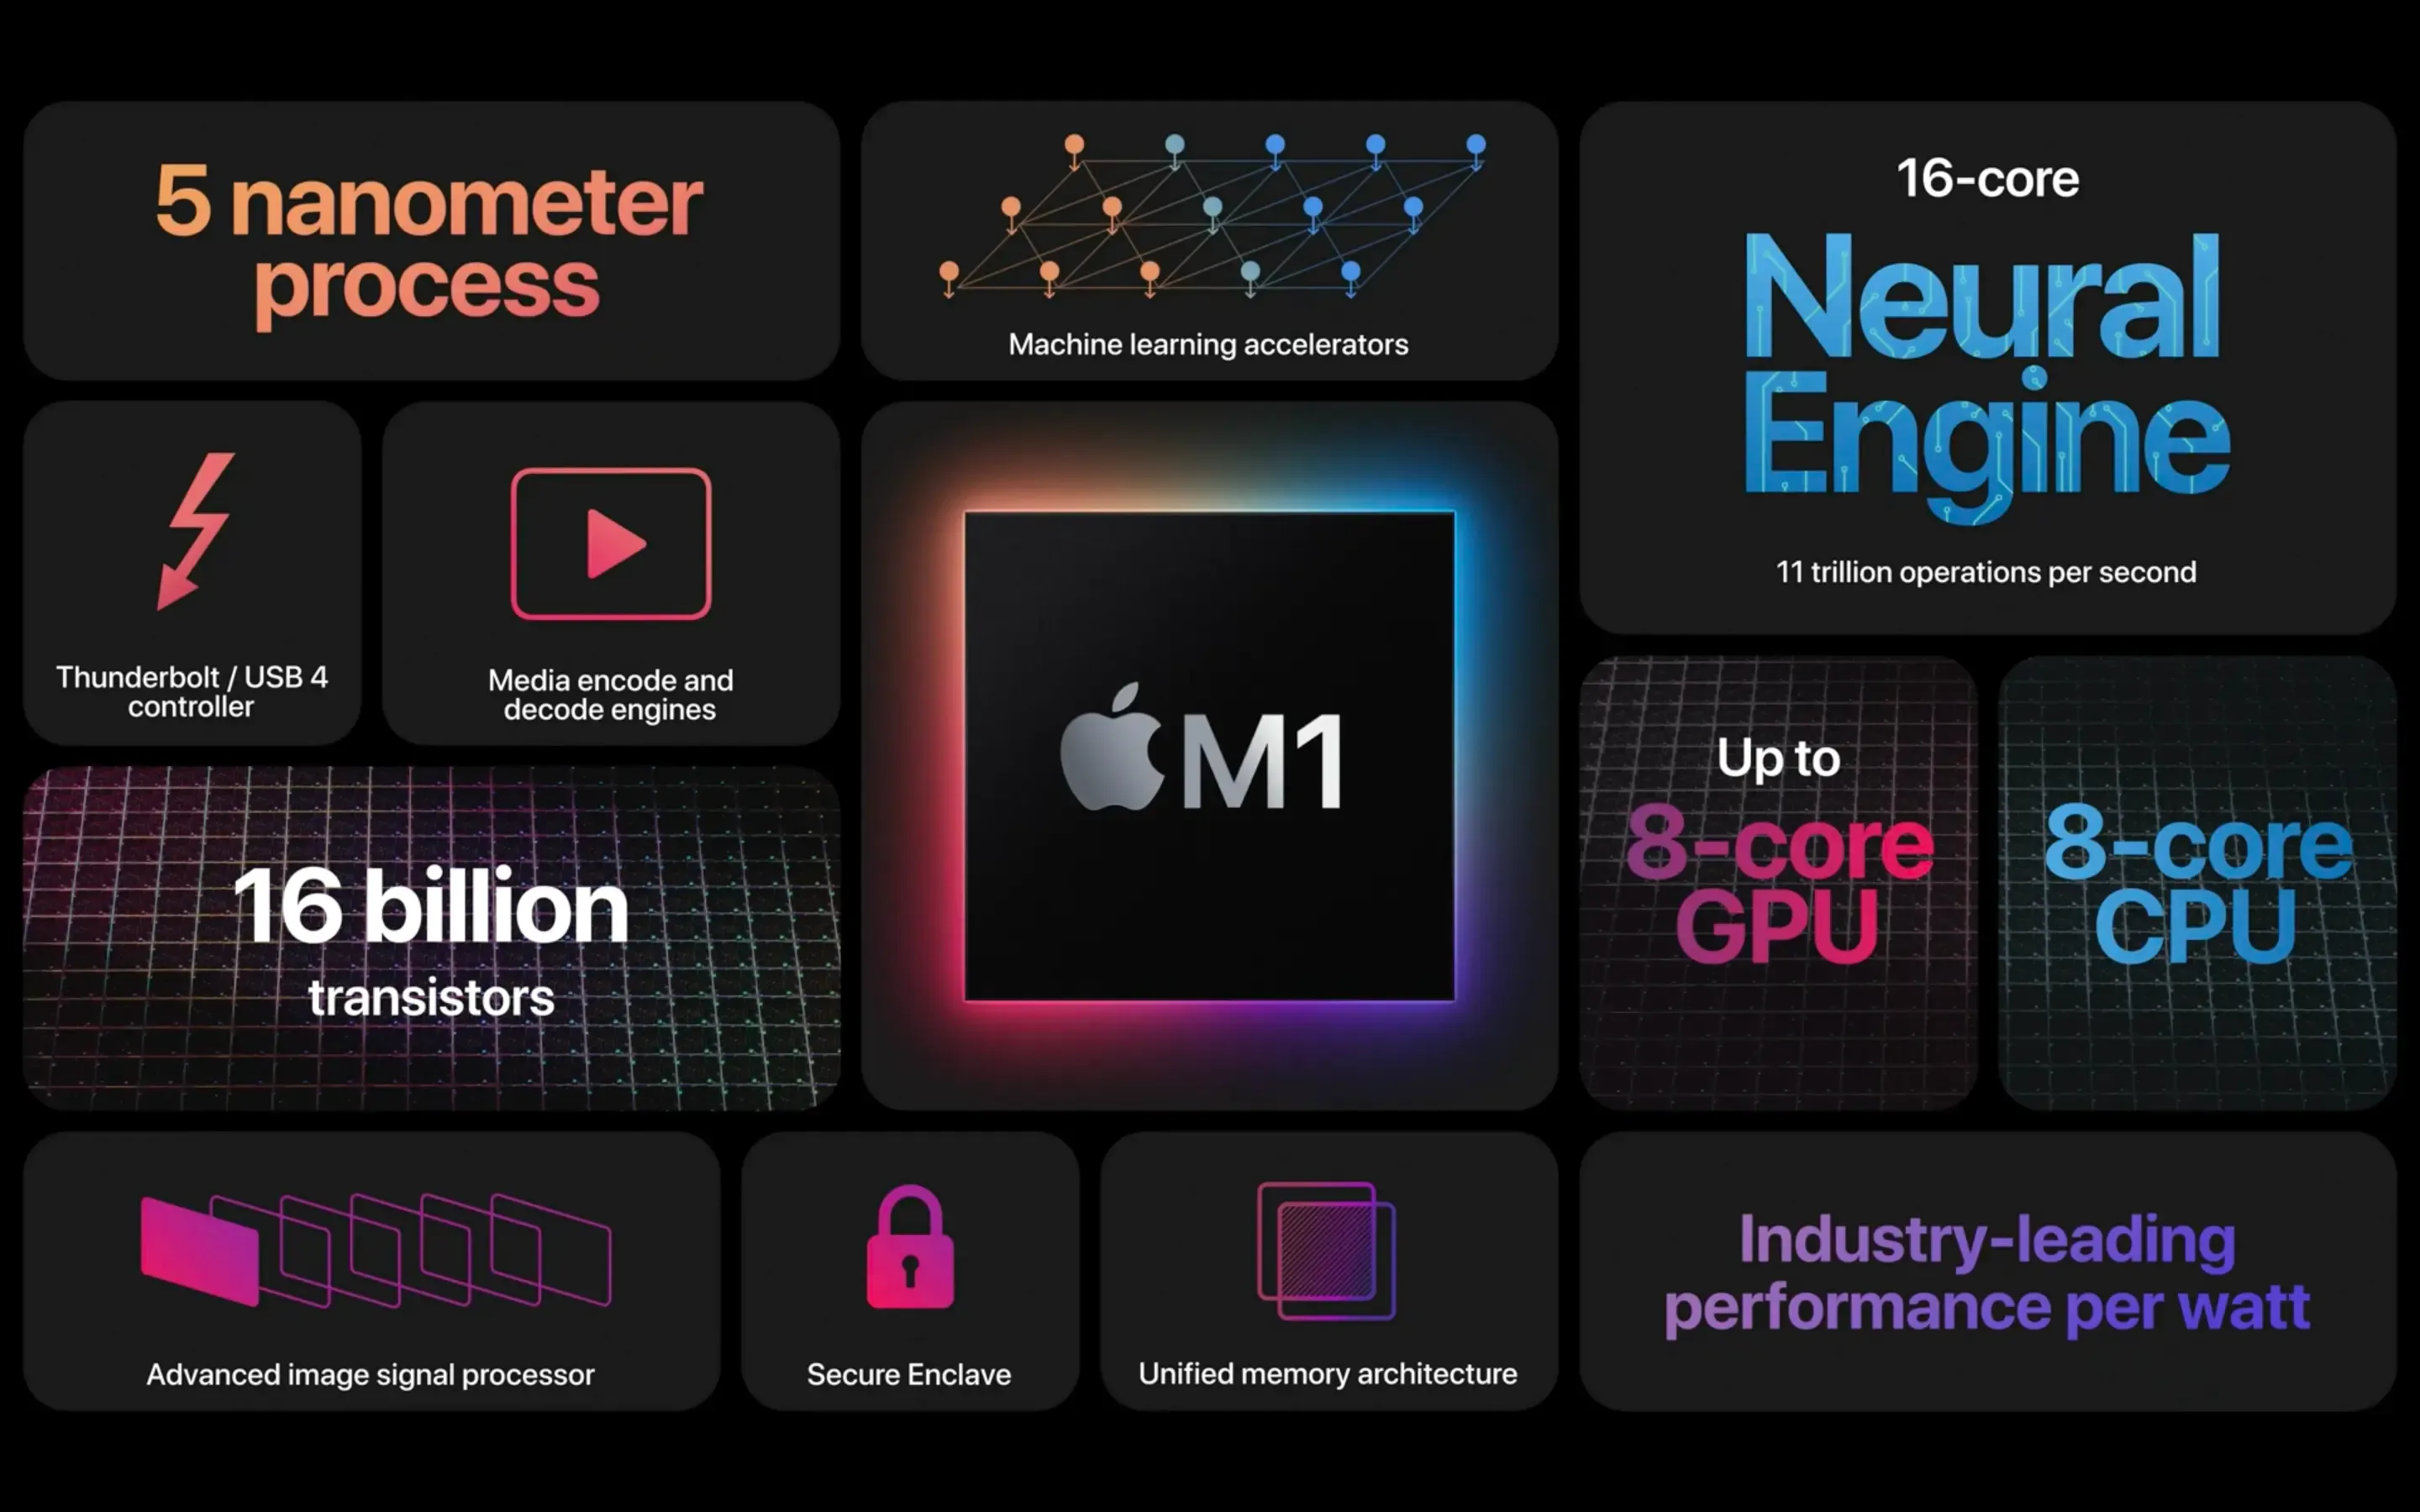 5 nanometer
process
Machine learning accelerators
16-core
Neural
Engine
11 trillion operations per second
Thunderbolt / USB 4
controller
Media encode and
decode engines
M1
Up to
8-core
GPU
8-core
CPU
16 billion
transistors
Advanced image signal processor
Secure Enclave
Unified memory architecture
Industry-leading
performance per watt